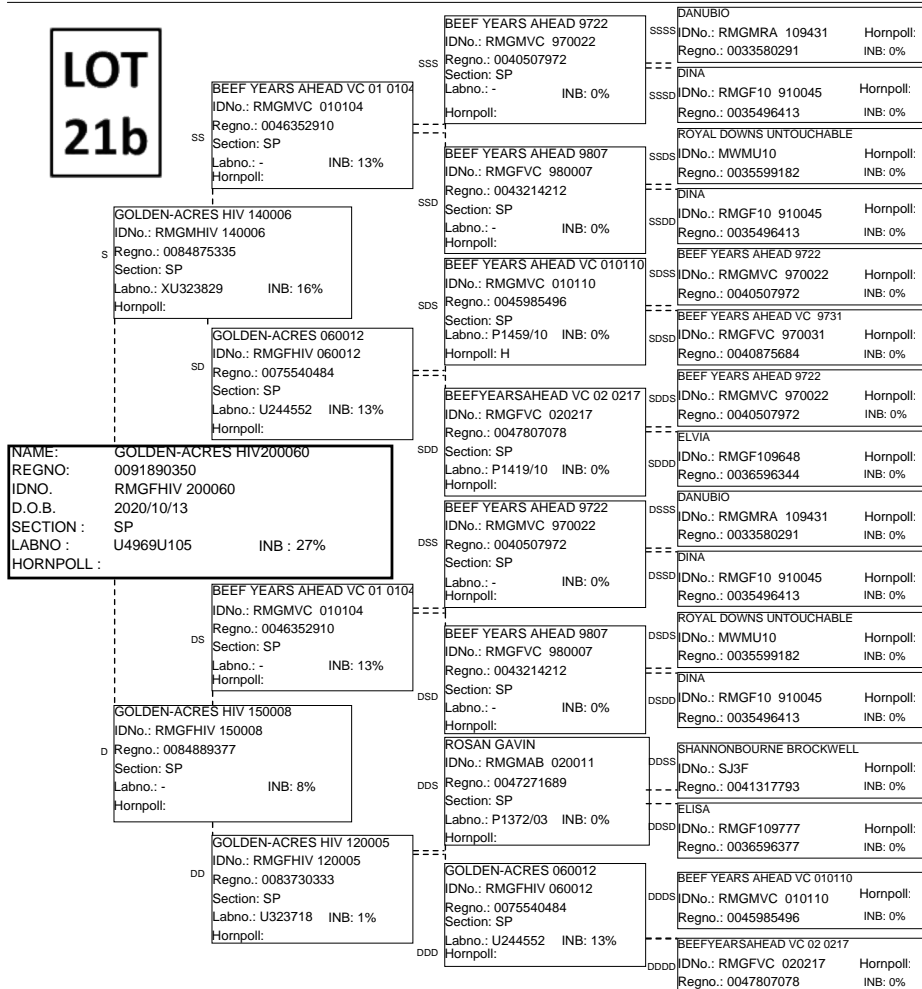 LOT
21b
NAME: GOLDEN-ACRES HIV200060
REGNO: 0091890350
IDNO. RMGFHIV 200060
D.O.B. 2020/10/13
SECTION : SP
LABNO : U4969U105 INB : 27%
HORNPOLL :
S
GOLDEN-ACRES HIV 140006
IDNo.: RMGMHIV 140006
Regno.: 0084875335
Section: SP
Labno.: XU323829 INB: 16%
Hornpoll:
D
GOLDEN-ACRES HIV 150008
IDNo.: RMGFHIV 150008
Regno.: 0084889377
Section: SP
Labno.: - INB: 8%
Hornpoll:
SS
BEEF YEARS AHEAD VC 01 0104
IDNo.: RMGMVC 010104
Regno.: 0046352910
Section: SP
Labno.: - INB: 13%
Hornpoll:
SD
GOLDEN-ACRES 060012
IDNo.: RMGFHIV 060012
Regno.: 0075540484
Section: SP
Labno.: U244552 INB: 13%
Hornpoll:
DS
BEEF YEARS AHEAD VC 01 0104
IDNo.: RMGMVC 010104
Regno.: 0046352910
Section: SP
Labno.: - INB: 13%
Hornpoll:
DD
GOLDEN-ACRES HIV 120005
IDNo.: RMGFHIV 120005
Regno.: 0083730333
Section: SP
Labno.: U323718 INB: 1%
Hornpoll:
SSS
BEEF YEARS AHEAD 9722
IDNo.: RMGMVC 970022
Regno.: 0040507972
Section: SP
Labno.: - INB: 0%
Hornpoll:
SSD
BEEF YEARS AHEAD 9807
IDNo.: RMGFVC 980007
Regno.: 0043214212
Section: SP
Labno.: - INB: 0%
Hornpoll:
SDS
BEEF YEARS AHEAD VC 010110
IDNo.: RMGMVC 010110
Regno.: 0045985496
Section: SP
Labno.: P1459/10 INB: 0%
Hornpoll: H
SDD
BEEFYEARSAHEAD VC 02 0217
IDNo.: RMGFVC 020217
Regno.: 0047807078
Section: SP
Labno.: P1419/10 INB: 0%
Hornpoll:
DSS
BEEF YEARS AHEAD 9722
IDNo.: RMGMVC 970022
Regno.: 0040507972
Section: SP
Labno.: - INB: 0%
Hornpoll:
DSD
BEEF YEARS AHEAD 9807
IDNo.: RMGFVC 980007
Regno.: 0043214212
Section: SP
Labno.: - INB: 0%
Hornpoll:
DDS
ROSAN GAVIN
IDNo.: RMGMAB 020011
Regno.: 0047271689
Section: SP
Labno.: P1372/03 INB: 0%
Hornpoll:
DDD
GOLDEN-ACRES 060012
IDNo.: RMGFHIV 060012
Regno.: 0075540484
Section: SP
Labno.: U244552 INB: 13%
Hornpoll:
SSSS
DANUBIO
IDNo.: RMGMRA 109431 Hornpoll:
Regno.: 0033580291 INB: 0%
SSSD
DINA
IDNo.: RMGF10 910045 Hornpoll:
Regno.: 0035496413 INB: 0%
SSDS
ROYAL DOWNS UNTOUCHABLE
IDNo.: MWMU10 Hornpoll:
Regno.: 0035599182 INB: 0%
SSDD
DINA
IDNo.: RMGF10 910045 Hornpoll:
Regno.: 0035496413 INB: 0%
SDSS
BEEF YEARS AHEAD 9722
IDNo.: RMGMVC 970022 Hornpoll:
Regno.: 0040507972 INB: 0%
SDSD
BEEF YEARS AHEAD VC 9731
IDNo.: RMGFVC 970031 Hornpoll:
Regno.: 0040875684 INB: 0%
SDDS
BEEF YEARS AHEAD 9722
IDNo.: RMGMVC 970022 Hornpoll:
Regno.: 0040507972 INB: 0%
SDDD
ELVIA
IDNo.: RMGF109648 Hornpoll:
Regno.: 0036596344 INB: 0%
DSSS
DANUBIO
IDNo.: RMGMRA 109431 Hornpoll:
Regno.: 0033580291 INB: 0%
DSSD
DINA
IDNo.: RMGF10 910045 Hornpoll:
Regno.: 0035496413 INB: 0%
DSDS
ROYAL DOWNS UNTOUCHABLE
IDNo.: MWMU10 Hornpoll:
Regno.: 0035599182 INB: 0%
DSDD
DINA
IDNo.: RMGF10 910045 Hornpoll:
Regno.: 0035496413 INB: 0%
DDSS
SHANNONBOURNE BROCKWELL
IDNo.: SJ3F Hornpoll:
Regno.: 0041317793 INB: 0%
DDSD
ELISA
IDNo.: RMGF109777 Hornpoll:
Regno.: 0036596377 INB: 0%
DDDS
BEEF YEARS AHEAD VC 010110
IDNo.: RMGMVC 010110 Hornpoll:
Regno.: 0045985496 INB: 0%
DDDD
BEEFYEARSAHEAD VC 02 0217
IDNo.: RMGFVC 020217 Hornpoll:
Regno.: 0047807078 INB: 0%